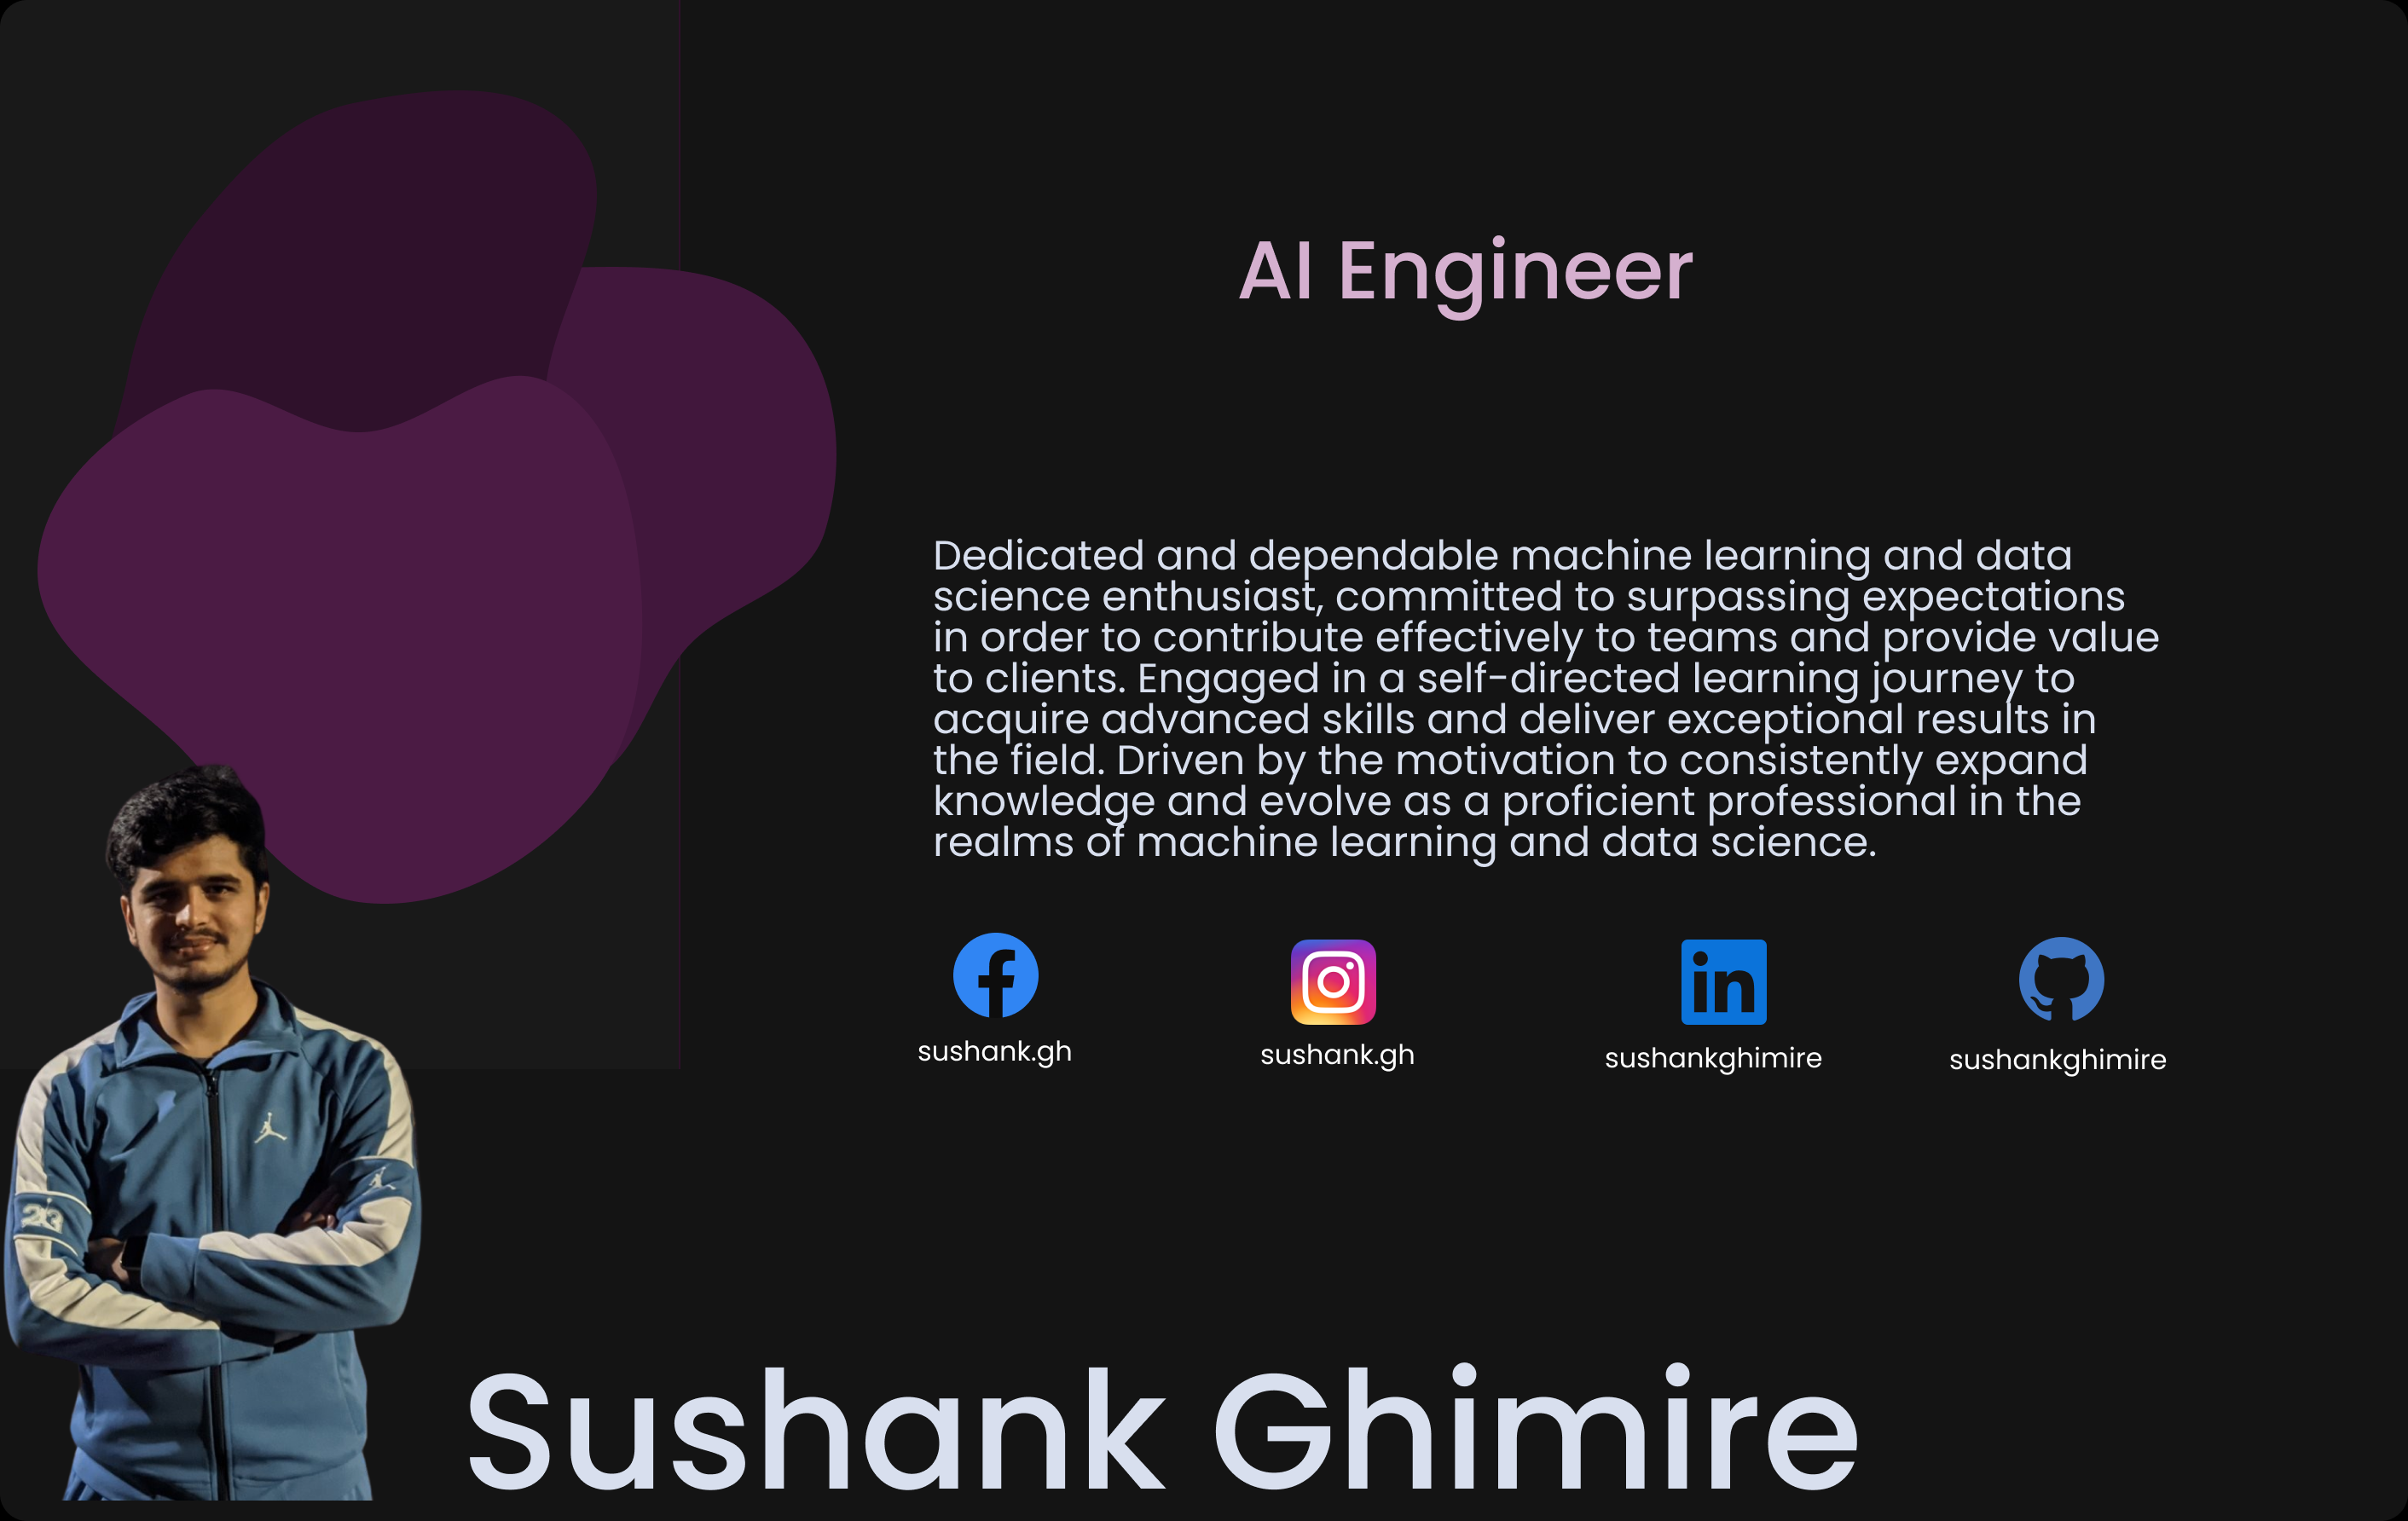 AI Engineer
Dedicated and dependable machine learning and data
science enthusiast, committed to surpassing expectations
in order to contribute effectively to teams and provide value
to clients. Engaged in a self-directed learning journey to
acquire advanced skills and deliver exceptional results in
the field. Driven by the motivation to consistently expand
knowledge and evolve as a proficient professional in the
realms of machine learning and data science.
in
sushank.gh
sushank.gh
sushankghimire
sushankghimire
23
Sushank Ghimire